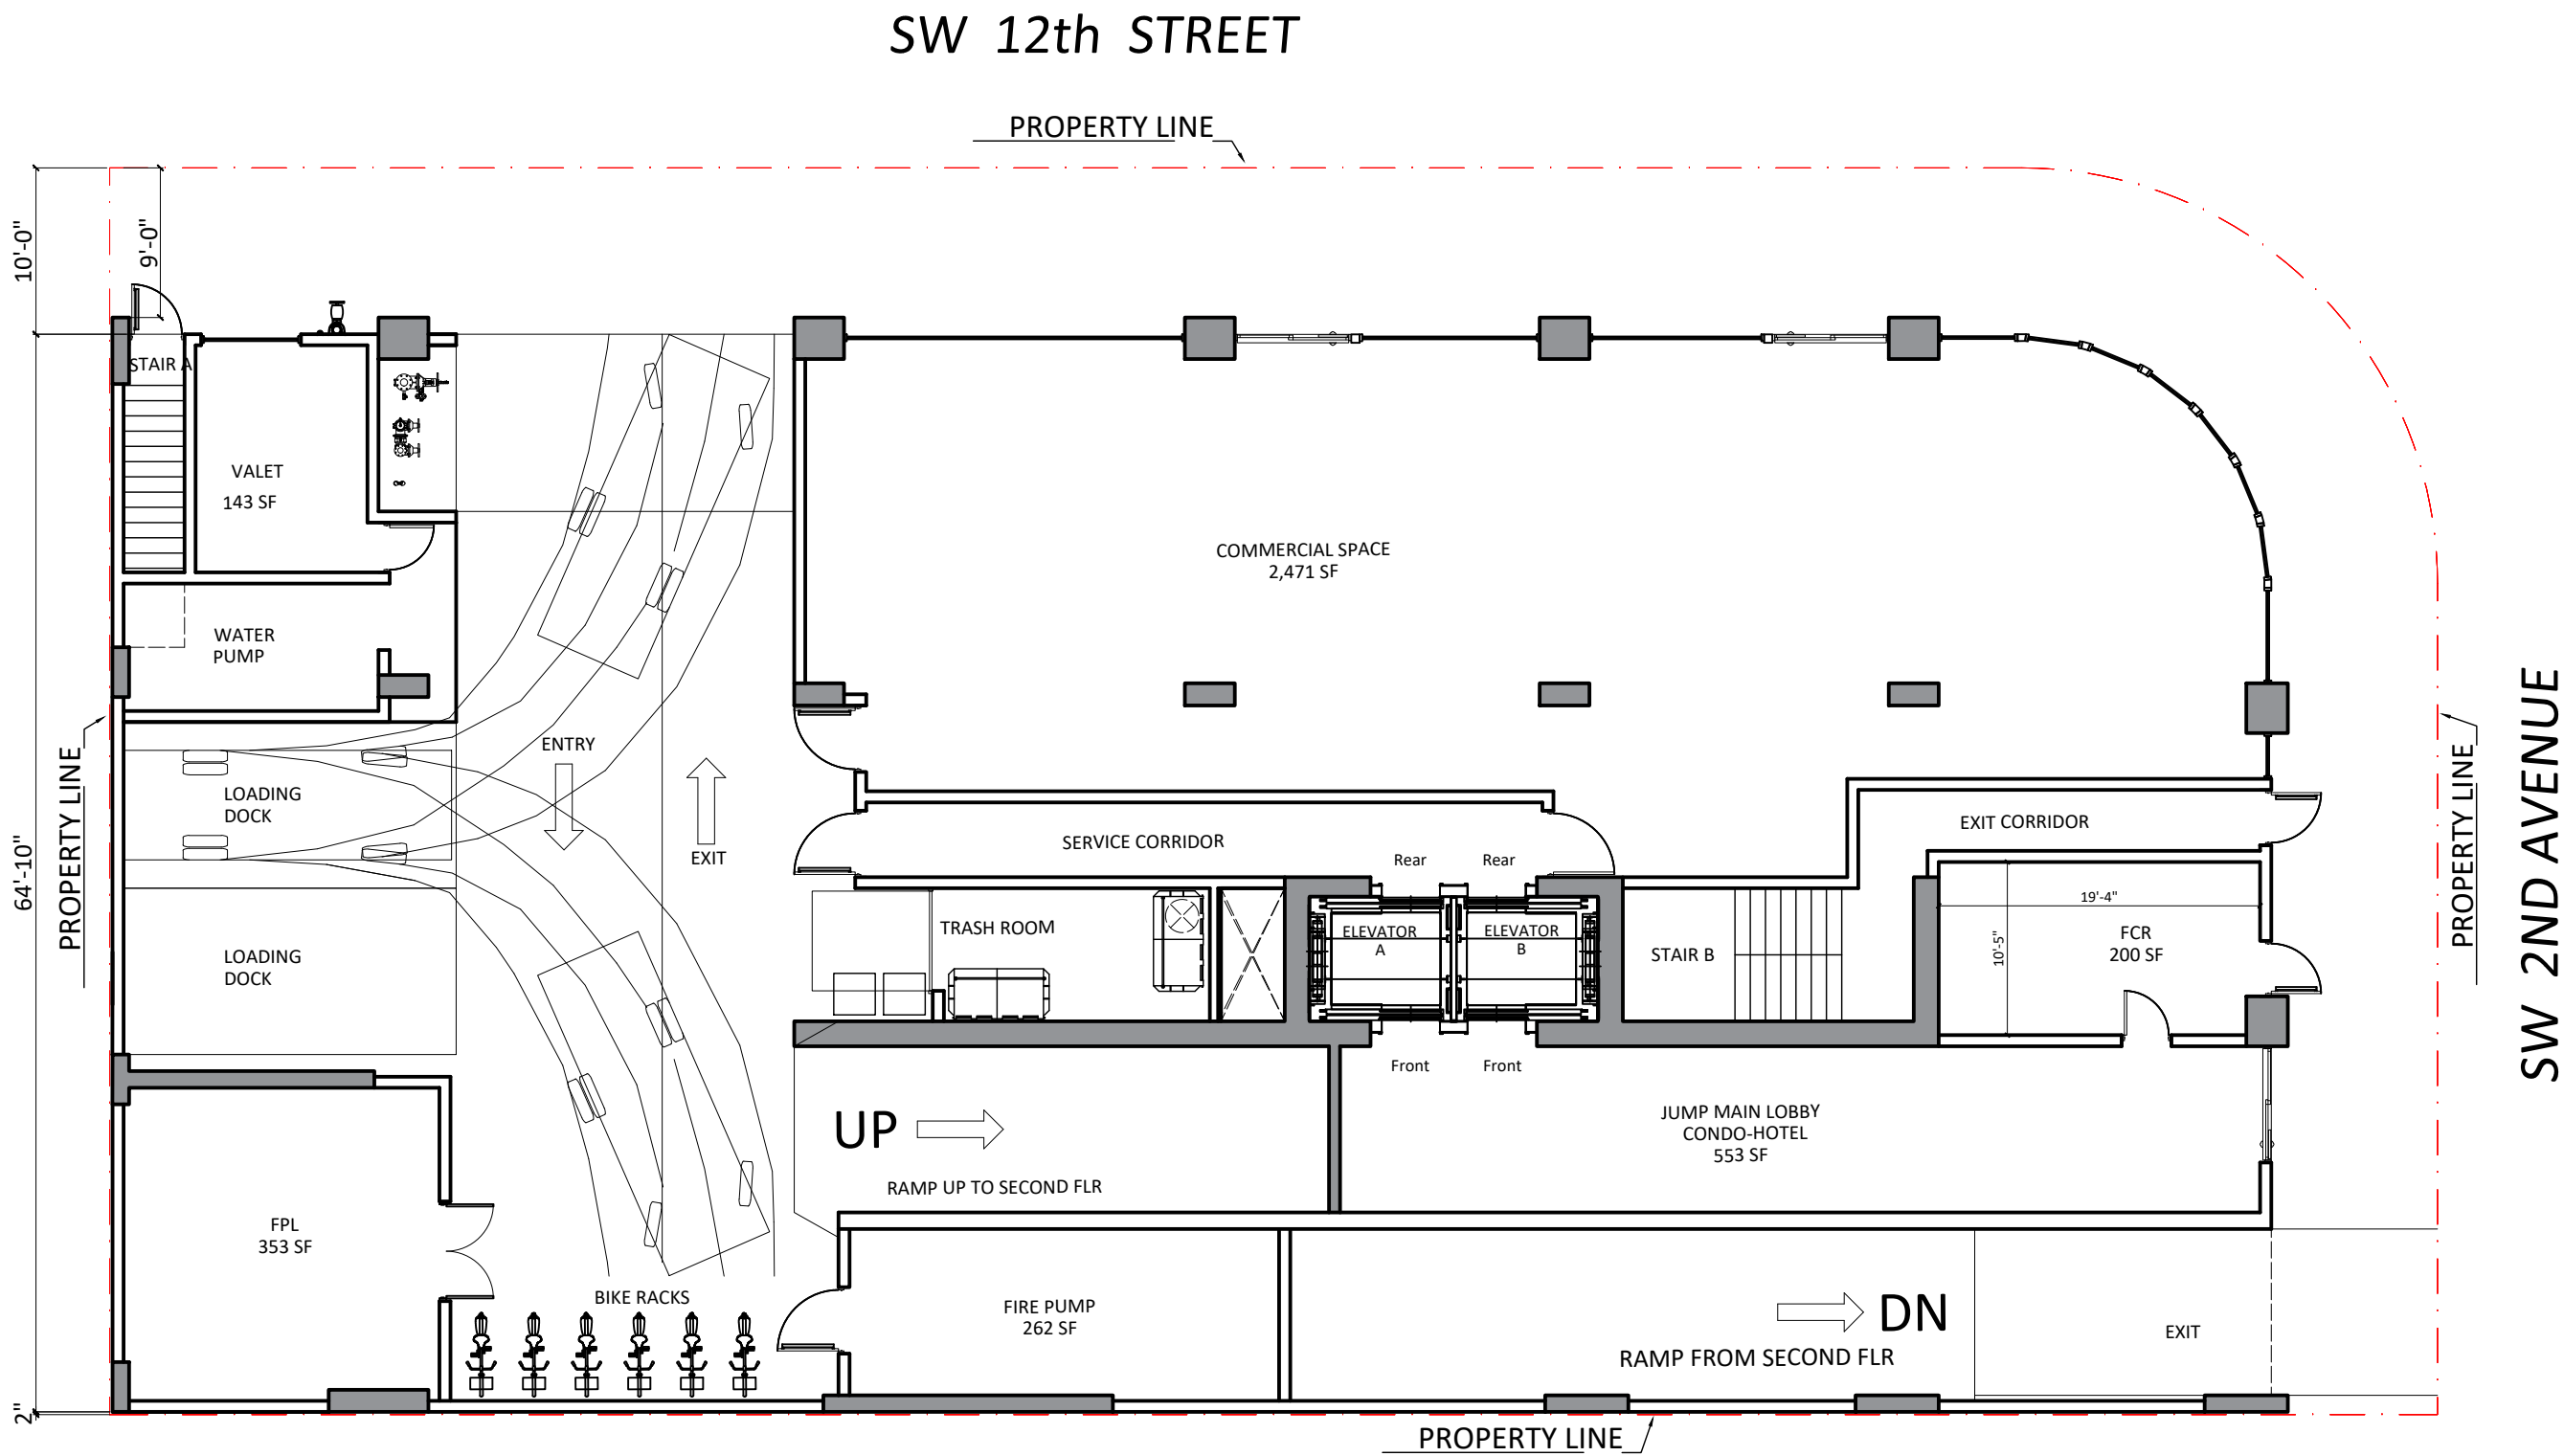 SW 12th STREET
PROPERTY LINE
10'-0"
9'-0"
STAIR A
VALET
143 SF
COMMERCIAL SPACE
2,471 SF
WATER
PUMP
ENTRY
EXIT
LOADING
DOCK
SERVICE CORRIDOR
EXIT CORRIDOR
Rear
Rear
PROPERTY LINE
64'-10"
PROPERTY LINE
SW 2ND AVENUE
LOADING
DOCK
TRASH ROOM
ELEVATOR
A
ELEVATOR
B
STAIR B
19'-4"
10'-5"
FCR
200 SF
Front
Front
UP
RAMP UP TO SECOND FLR
JUMP MAIN LOBBY
CONDO-HOTEL
553 SF
FPL
353 SF
BIKE RACKS
FIRE PUMP
262 SF
DN
RAMP FROM SECOND FLR
EXIT
2"
PROPERTY LINE